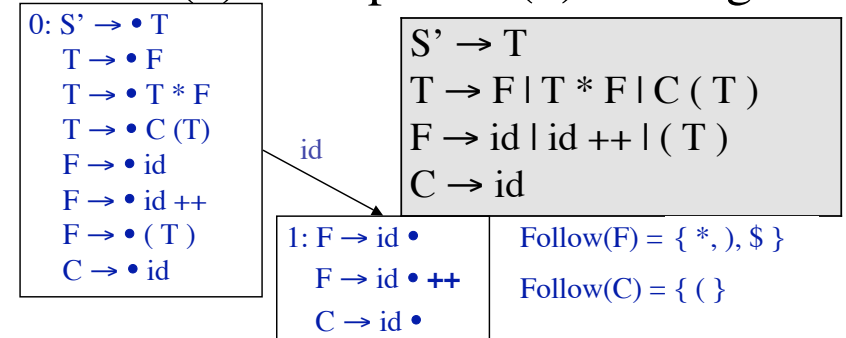 0: S’ → • T
T → • F
T → • T * F
T → • C (T)
F → • id
F → • id ++
F → • ( T )
C → • id
id
S’ → T
T → F | T * F | C ( T )
F → id | id ++ | ( T )
C → id
1: F → id •
F → id • ++
C → id •
Follow(F) = { *, ), $ }
Follow(C) = { ( }